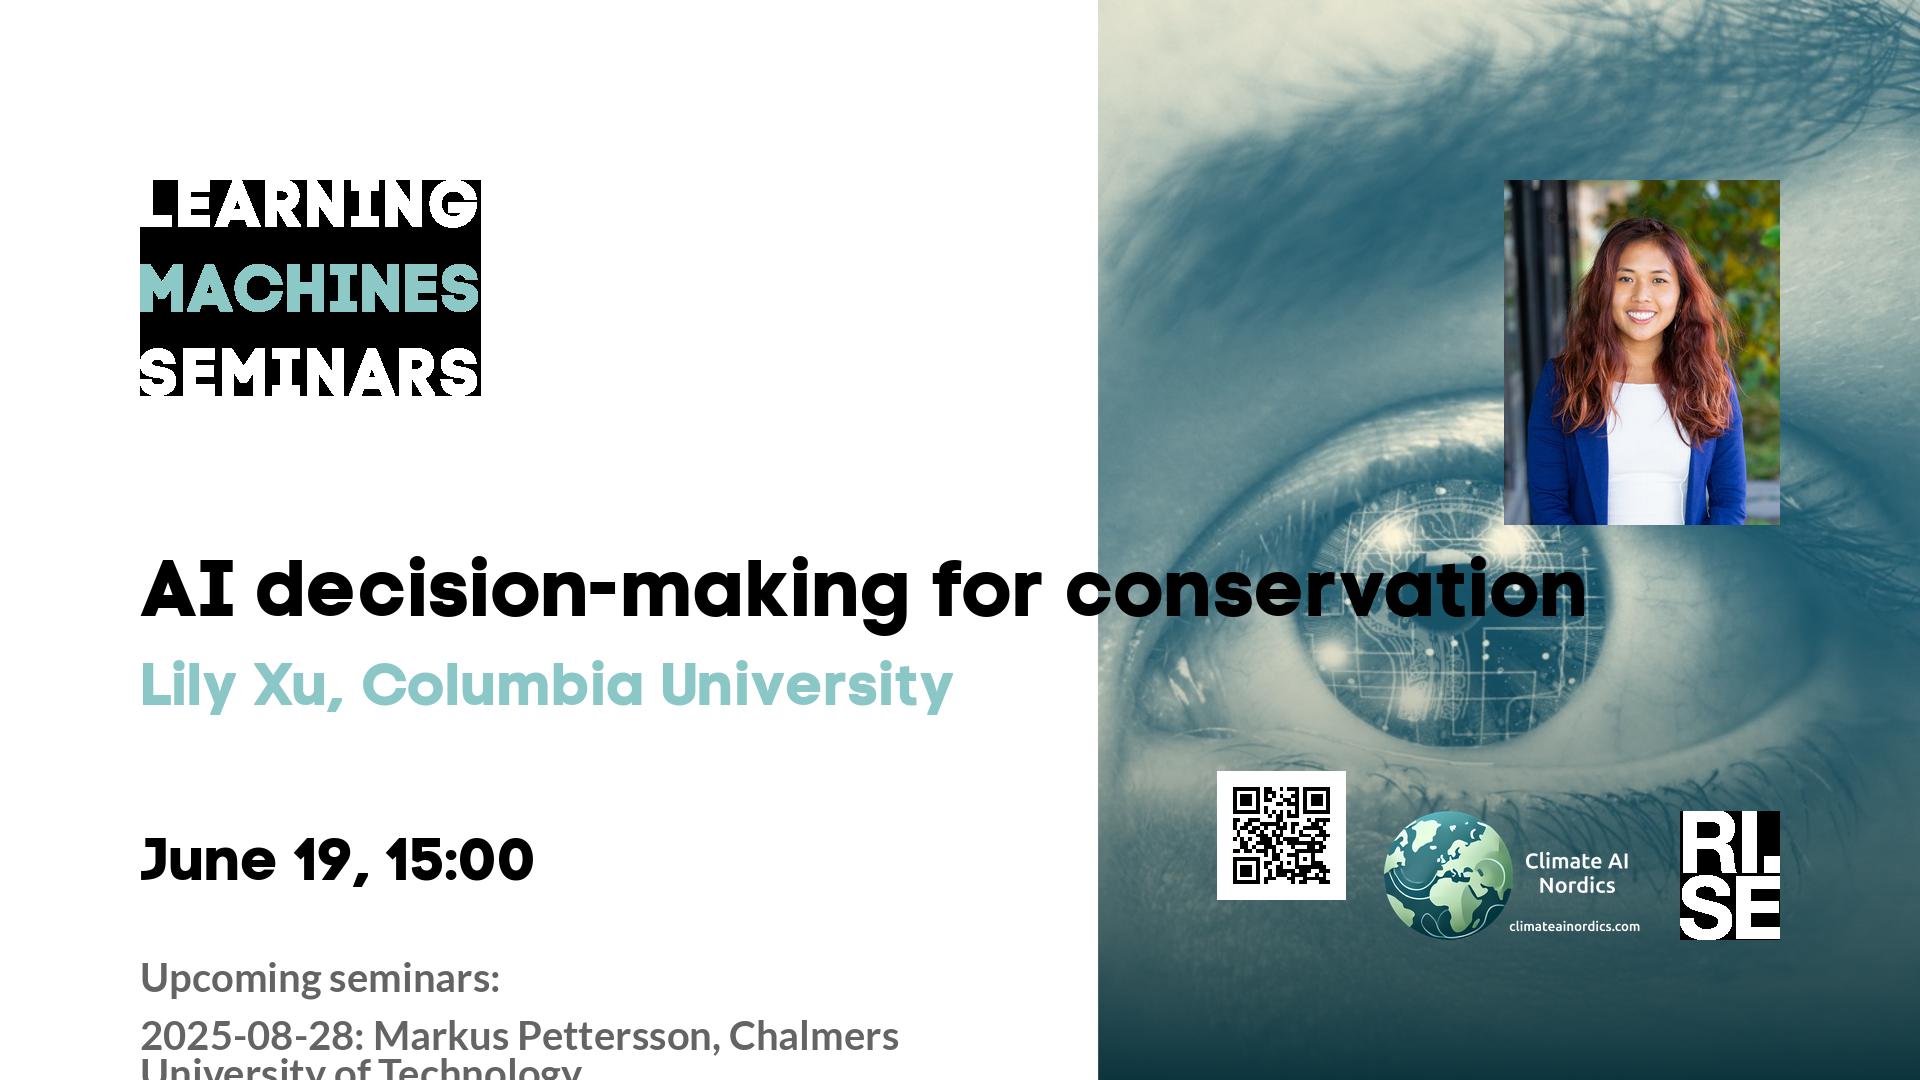 LEARNING
MACHINES
SEMINARS
AI decision-making for conservation
Lily Xu, Columbia University
June 19, 15:00
Upcoming seminars:
2025-08-28: Markus Pettersson, Chalmers
University of Technology
Climate AI
Nordics
climateainordics.com
RI.
SE